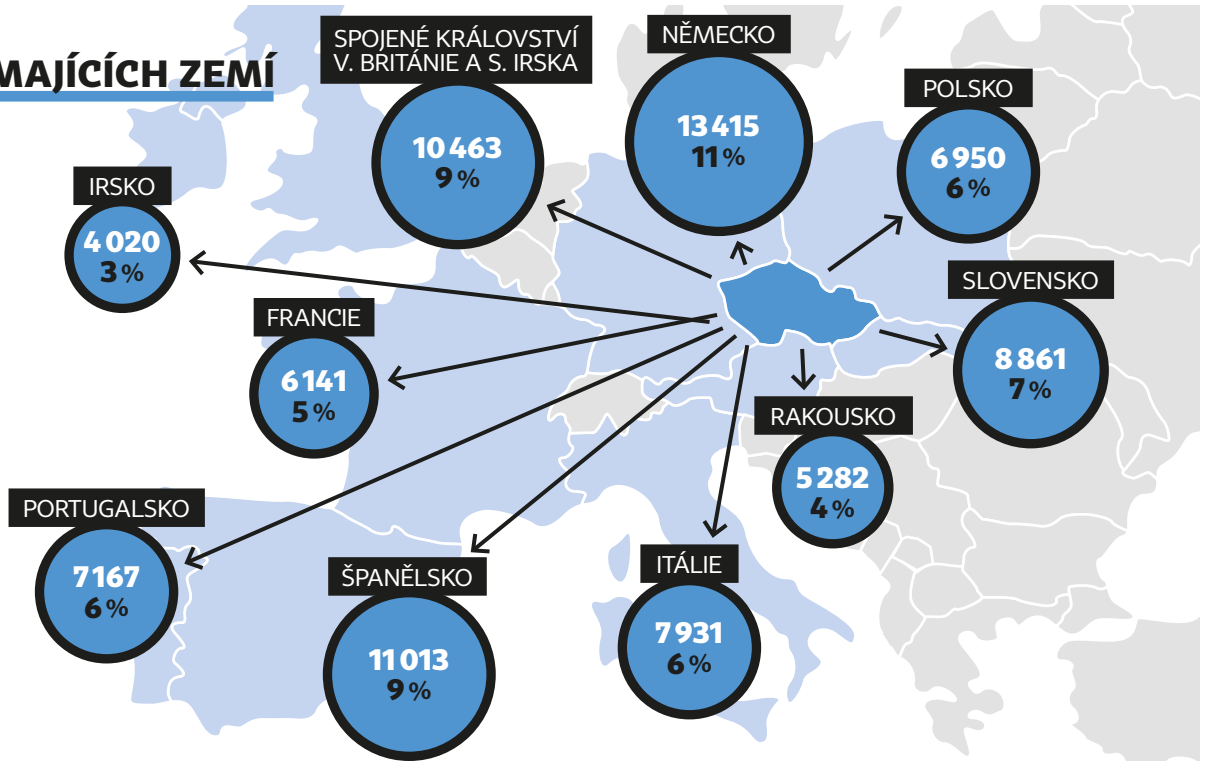 MAJÍCÍCH ZEMÍ
SPOJENÉ KRÁLOVSTVÍ
V. BRITÁNIE A S. IRSKA
10 463
9 %
NĚMECKO
13 415
11 %
POLSKO
6 950
6 %
IRSKO
4 020
3 %
SLOVENSKO
8 861
7 %
FRANCIE
6 141
5 %
RAKOUSKO
5 282
4 %
PORTUGALSKO
7 167
6 %
ŠPANĚLSKO
11 013
9 %
ITÁLIE
7 931
6 %